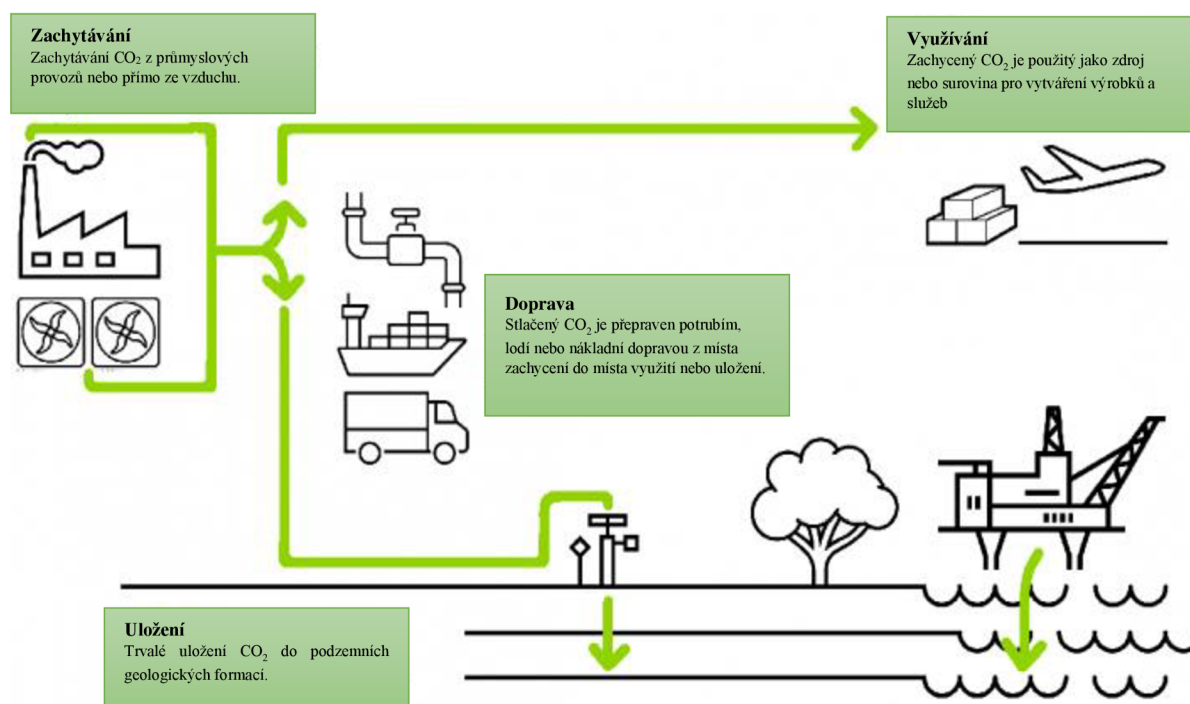 Zachytávání
Zachytávání CO₂ z průmyslových
provozů nebo přímo ze vzduchu.
Využívání
Zachycený CO₂ je použitý jako zdroj
nebo surovina pro vytváření výrobků a
služeb
Doprava
Stlačený CO₂ je přepraven potrubím,
lodí nebo nákladní dopravou z místa
zachycení do místa využití nebo uložení.
Uložení
Trvalé uložení CO₂ do podzemních
geologických formací.